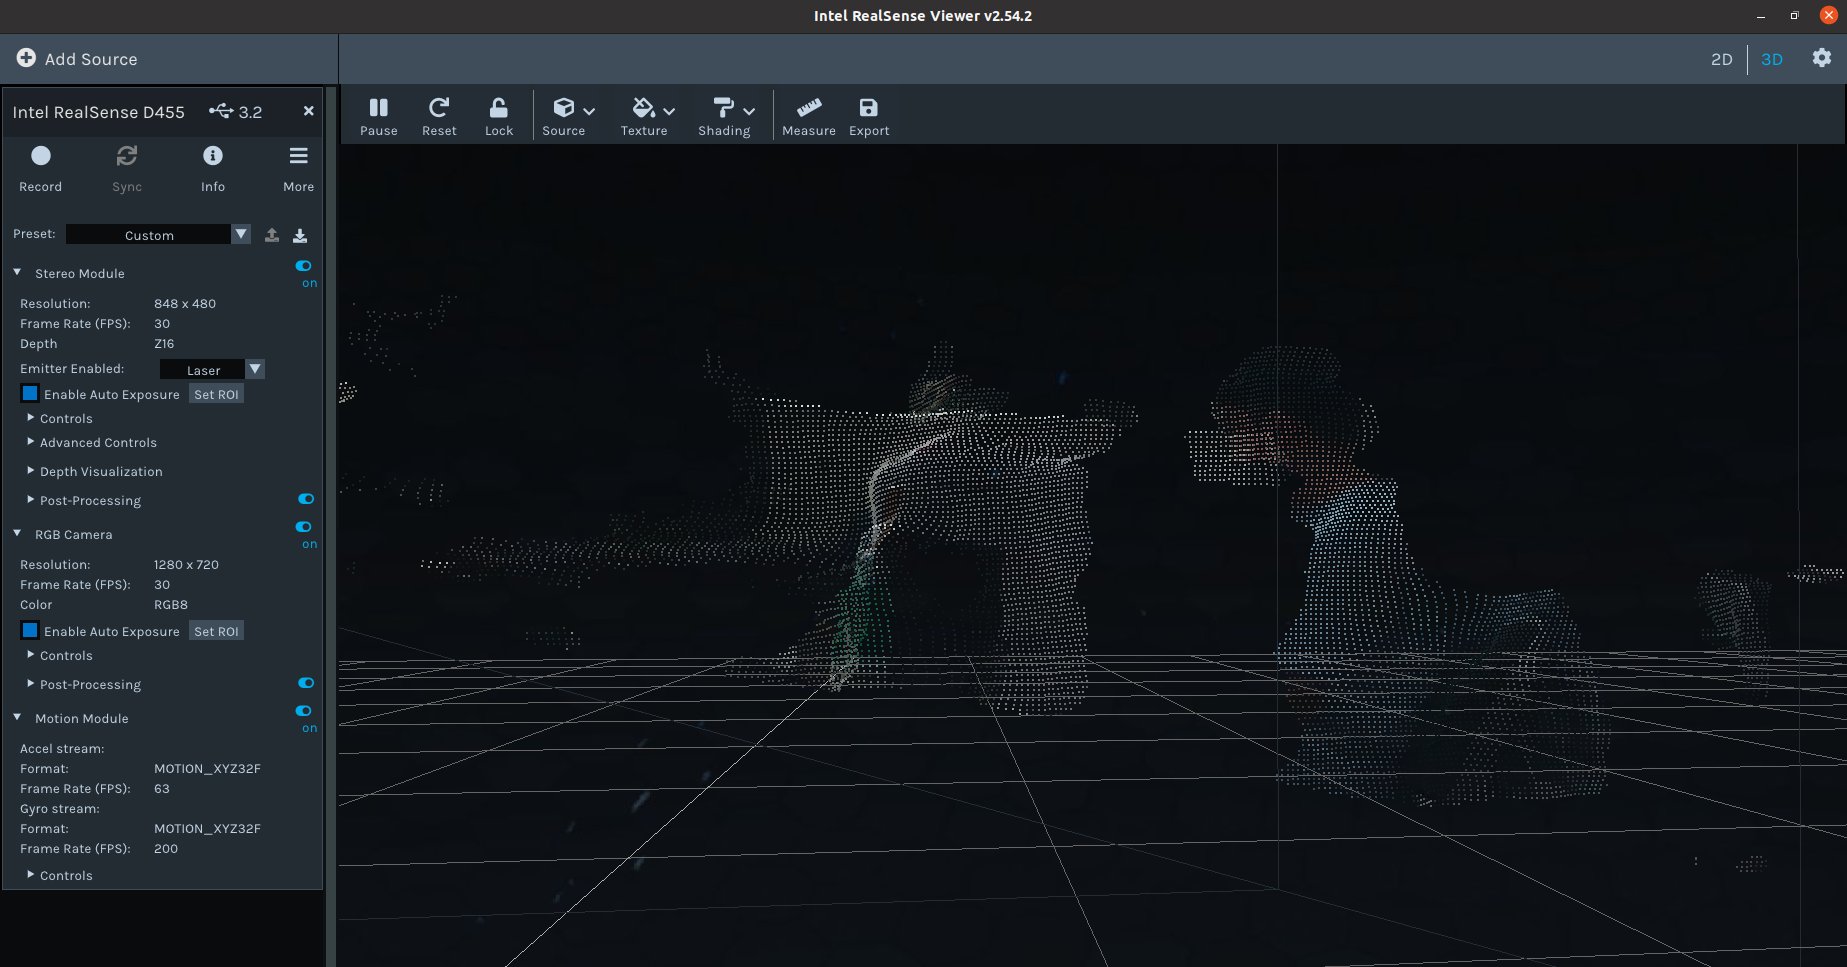 Intel RealSense Viewer v2.54.2
Add Source
2D
3D
Intel RealSense D455
3.2
Pause
Reset
Lock
Source
Texture
Shading
Measure
Export
Record
Sync
Info
More
Preset:
Custom
Stereo Module
on
Resolution: 848 x 480
Frame Rate (FPS): 30
Depth Z16
Emitter Enabled: Laser
Enable Auto Exposure Set ROI
Controls
Advanced Controls
Depth Visualization
Post-Processing
RGB Camera
on
Resolution: 1280 x 720
Frame Rate (FPS): 30
Color RGB8
Enable Auto Exposure Set ROI
Controls
Post-Processing
Motion Module
on
Accel stream:
Format: MOTION_XYZ32F
Frame Rate (FPS): 63
Gyro stream:
Format: MOTION_XYZ32F
Frame Rate (FPS): 200
Controls